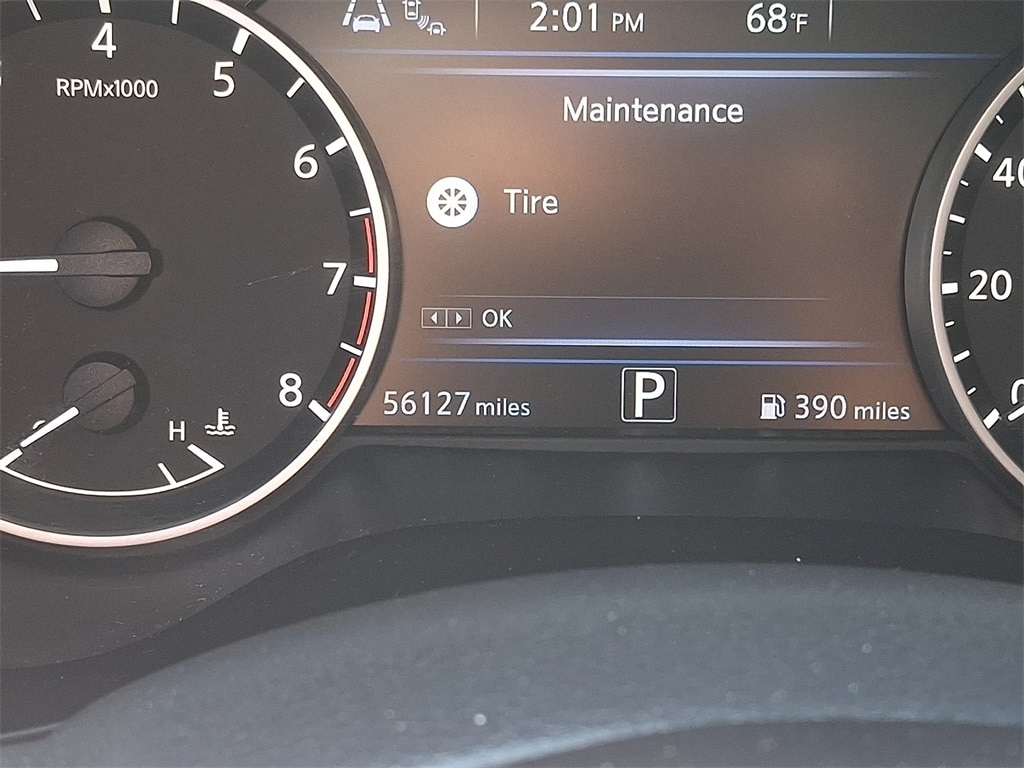 2:01 PM 68°F
4
RPMx1000
5
6
7
8
H
Maintenance
Tire
OK
56127 miles P 390 miles
40
20
0